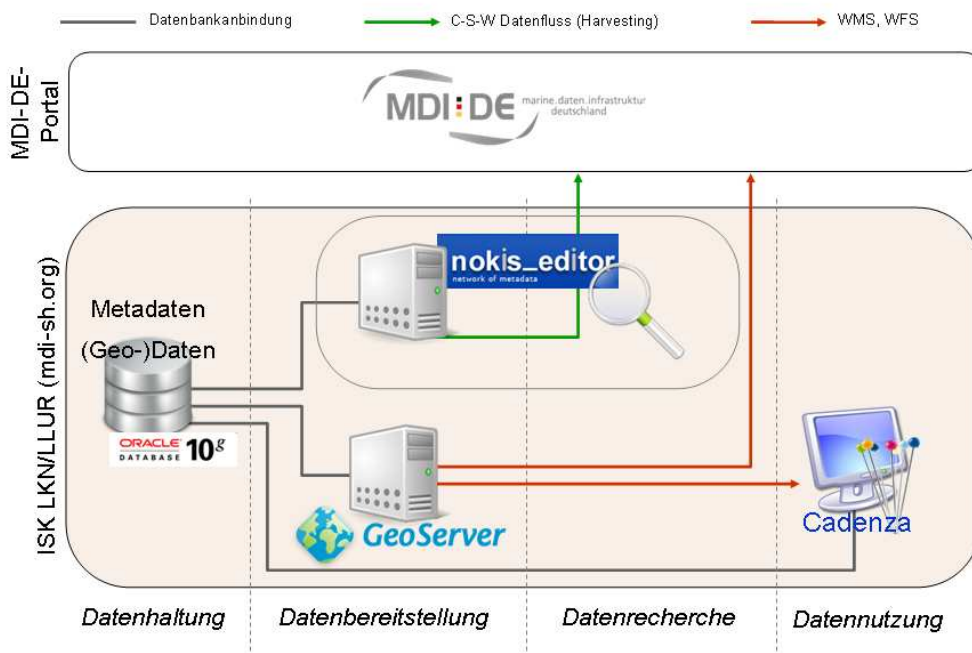 Datenbankanbindung
C-S-W Datenfluss (Harvesting)
WMS, WFS
MDI-DE-
Portal
MDI:DE
marine.daten.infrastruktur
deutschland
ISK LKN/LLUR (mdi-sh.org)
nokis_editor
network of metadata
Metadaten
(Geo-)Daten
ORACLE
DATABASE
10g
GeoServer
Cadenza
Datenhaltung
Datenbereitstellung
Datenrecherche
Datennutzung